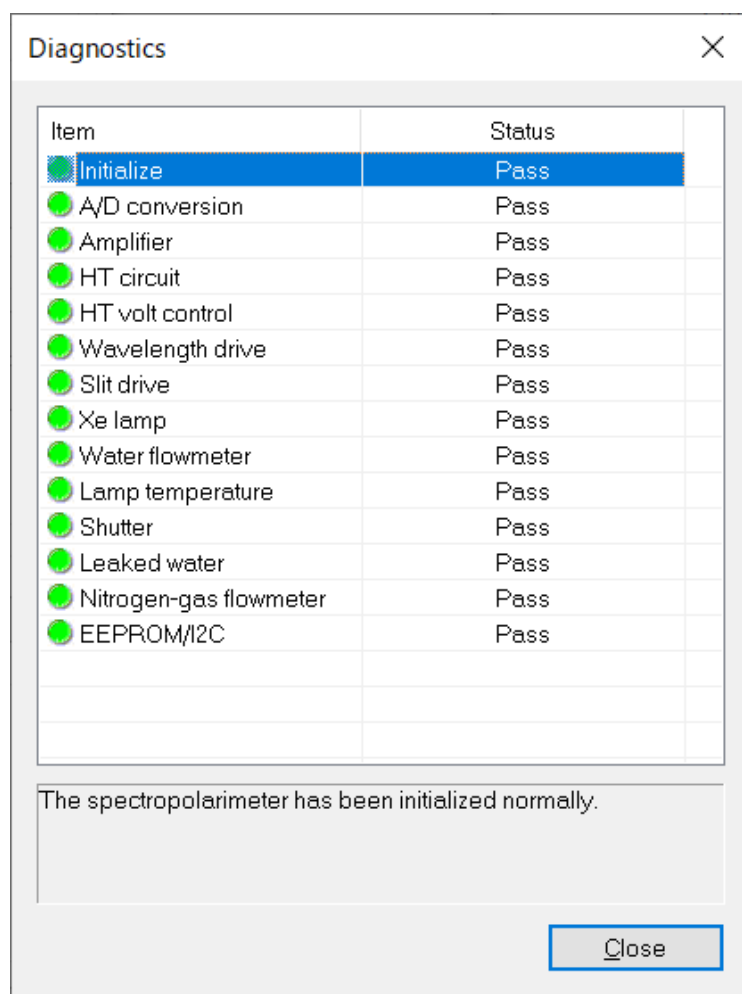 Diagnostics
Item Status
Initialize Pass
A/D conversion Pass
Amplifier Pass
HT circuit Pass
HT volt control Pass
Wavelength drive Pass
Slit drive Pass
Xe lamp Pass
Water flowmeter Pass
Lamp temperature Pass
Shutter Pass
Leaked water Pass
Nitrogen-gas flowmeter Pass
EEPROM/I2C Pass
The spectropolarimeter has been initialized normally.
Close